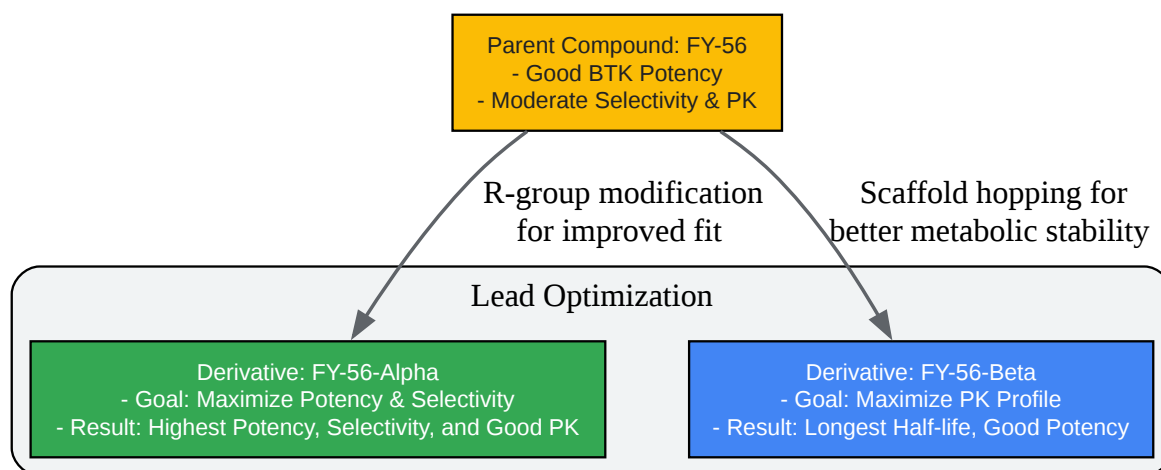 Parent Compound: FY-56
- Good BTK Potency
- Moderate Selectivity & PK
R-group modification
for improved fit
Scaffold hopping for
better metabolic stability
Lead Optimization
Derivative: FY-56-Alpha
- Goal: Maximize Potency & Selectivity
- Result: Highest Potency, Selectivity, and Good PK
Derivative: FY-56-Beta
- Goal: Maximize PK Profile
- Result: Longest Half-life, Good Potency